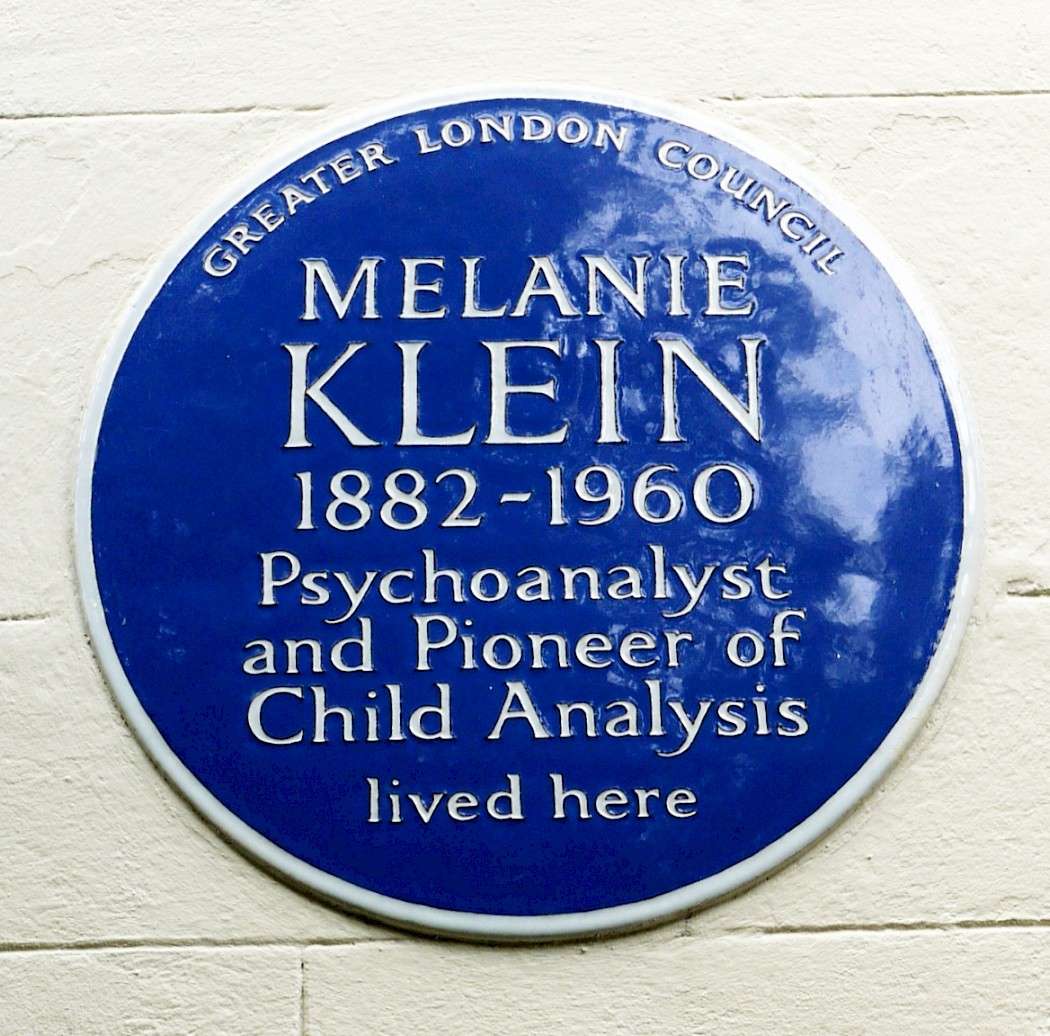 GREATER LONDON COUNCIL
MELANIE
KLEIN
1882-1960
Psychoanalyst
and Pioneer of
Child Analysis
lived here